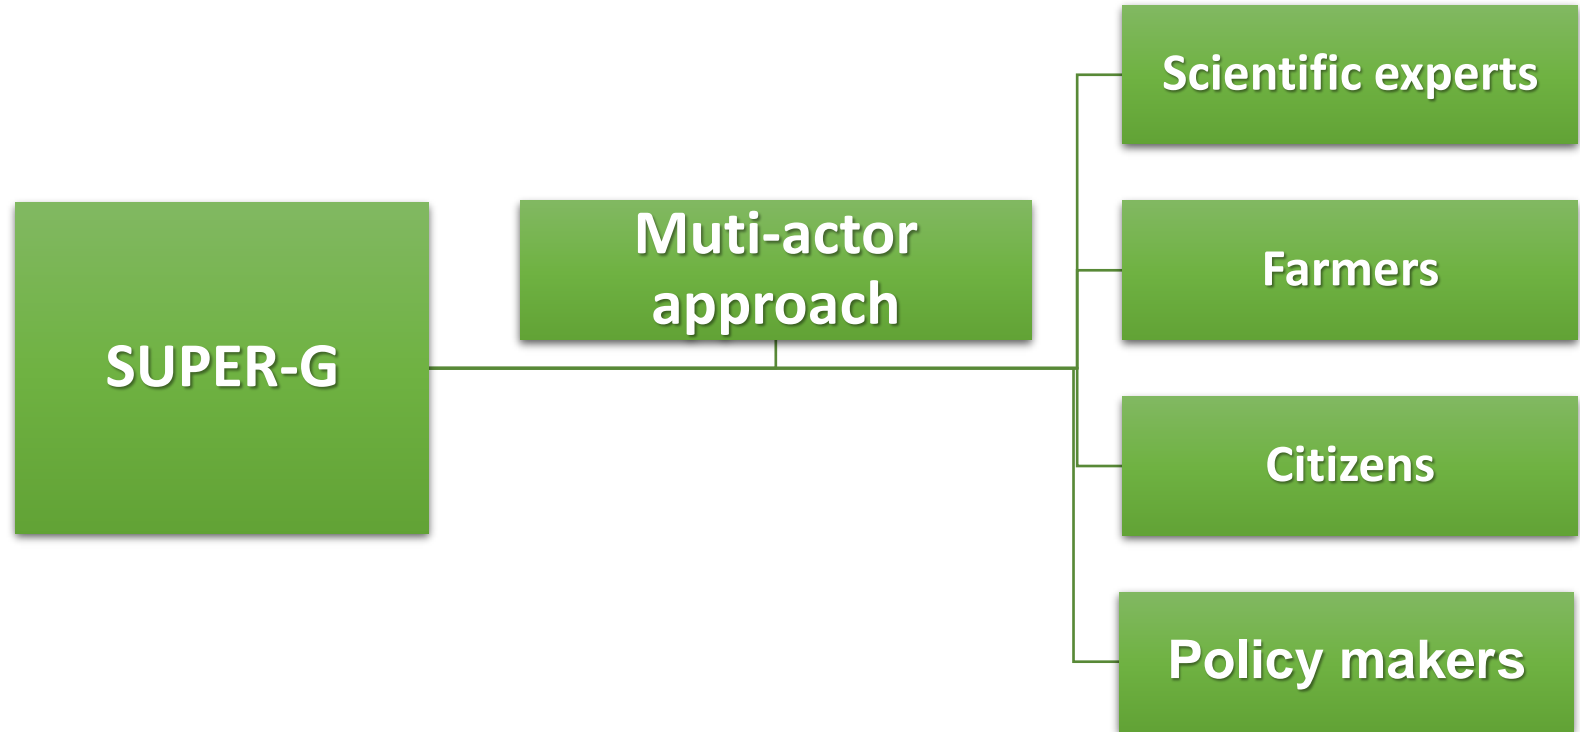 SUPER-G
Muti-actor
approach
Scientific experts
Farmers
Citizens
Policy makers